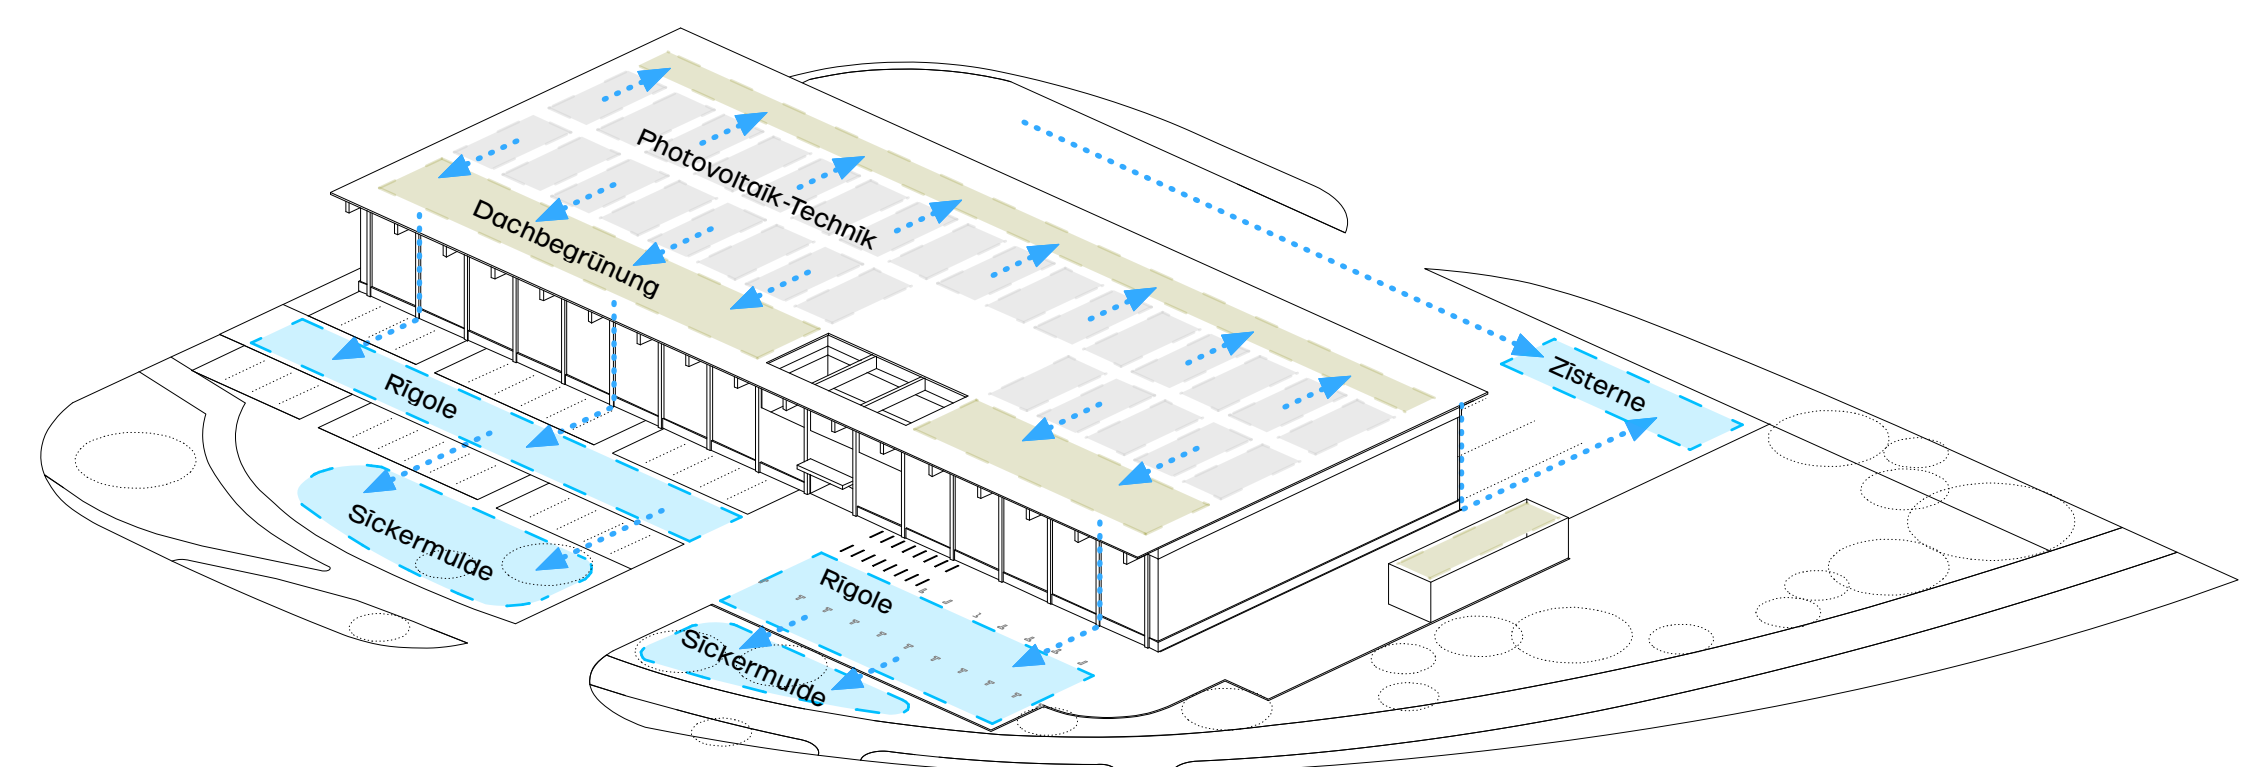 Photovoltaik-Technik
Dachbegrünung
Zisterne
Rigole
Sickermulde
Rigole
Sickermulde